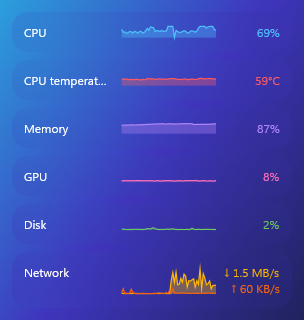 CPU 69%
CPU temperat... 59°C
Memory 87%
GPU 8%
Disk 2%
Network ↓ 1.5 MB/s
↑ 60 KB/s